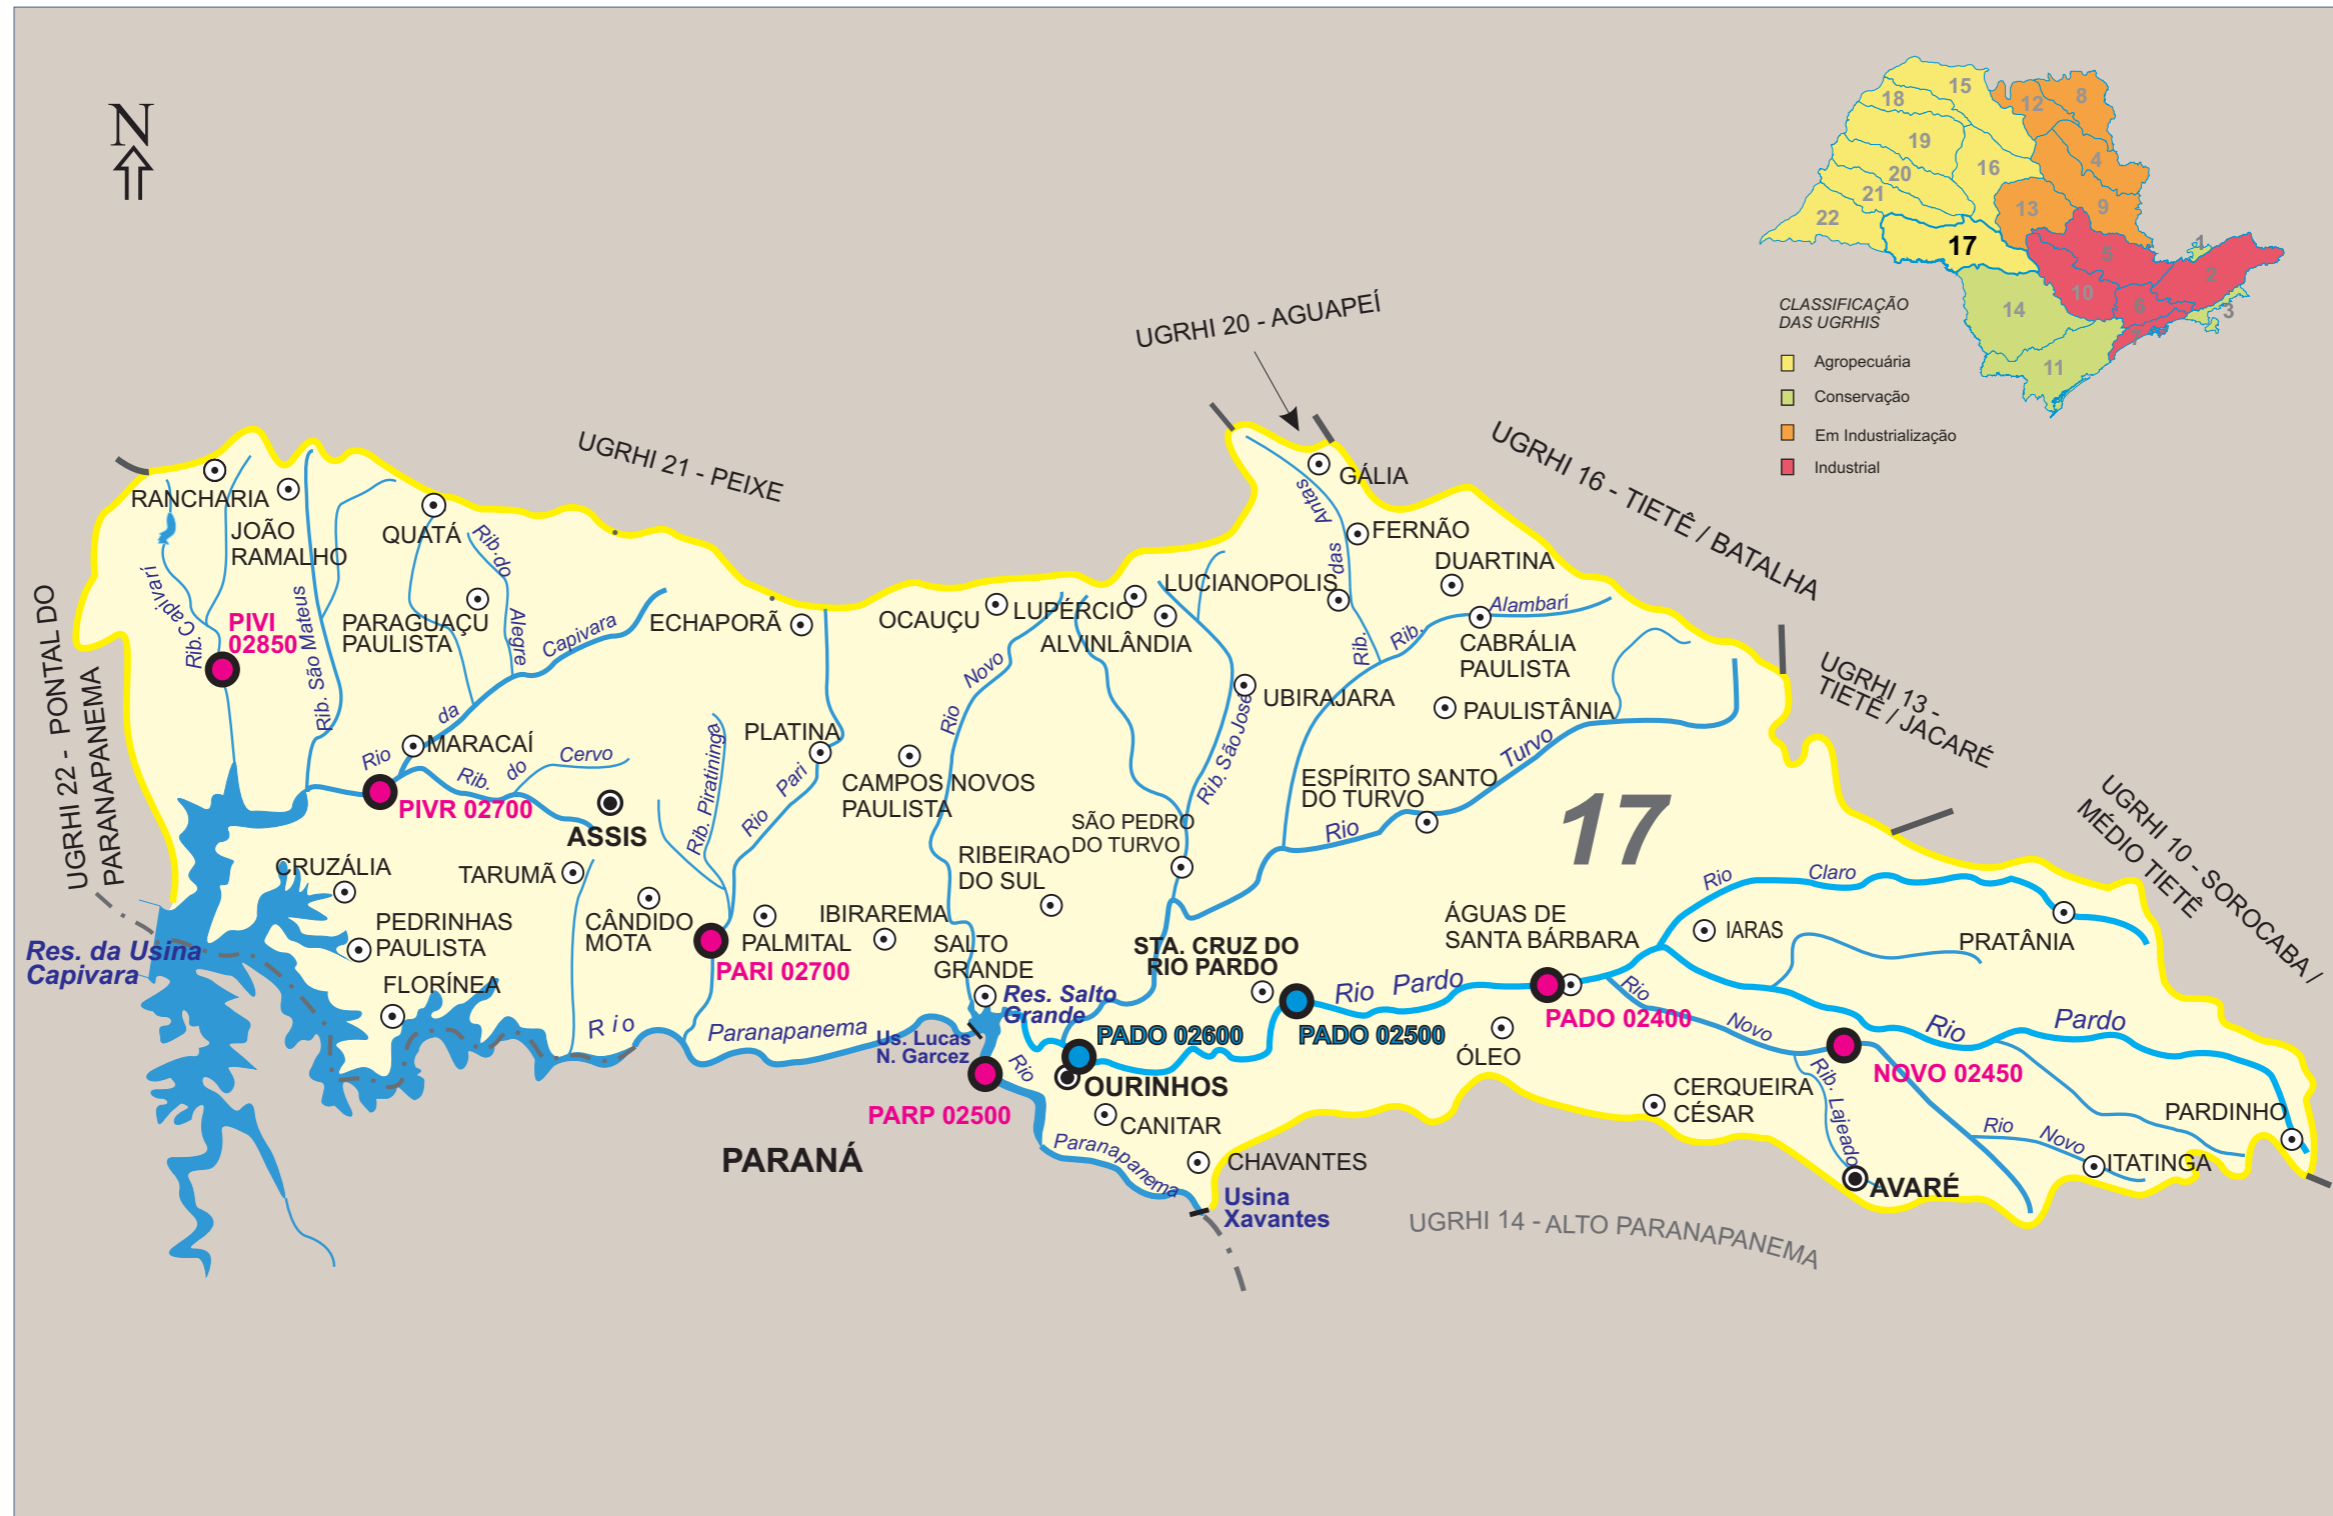 N
15
8
12
18
19
4
16
20
21
9
13
22
17
5
1
2
10
6
3
14
7
11
CLASSIFICAÇÃO
DAS UGRHIS
Agropecuária
Conservação
Em Industrialização
Industrial
UGRHI 20 - AGUAPEÍ
UGRHI 21 - PEIXE
UGRHI 16 - TIETÊ / BATALHA
UGRHI 13 -
TIETÊ / JACARÉ
UGRHI 10 - SOROCABA /
MÉDIO TIETÊ
UGRHI 22 - PONTAL DO
PARANAPANEMA
UGRHI 14 - ALTO PARANAPANEMA
RANCHARIA
JOÃO
RAMALHO
QUATÁ
Rib. do
Alegre
Rib. Capivari
PIVI
02850
Rib. São Mateus
PARAGUAÇU
PAULISTA
Rio
da
Capivara
ECHAPORÃ
OCAUÇU
LUPÉRCIO
ALVINLÂNDIA
LUCIANOPOLIS
GÁLIA
Rib.
das
Antas
FERNÃO
DUARTINA
Rib.
Alambarí
CABRÁLIA
PAULISTA
UBIRAJARA
PAULISTÂNIA
MARACAÍ
PIVR 02700
Rib.
do
Cervo
ASSIS
Rib. Piratininga
PLATINA
Rio
Pari
CAMPOS NOVOS
PAULISTA
Rio
Novo
Rib. São José
ESPÍRITO SANTO
DO TURVO
Rio
Turvo
17
SÃO PEDRO
DO TURVO
RIBEIRAO
DO SUL
CRUZÁLIA
TARUMÃ
PEDRINHAS
PAULISTA
CÂNDIDO
MOTA
PALMITAL
PARI 02700
IBIRAREMA
SALTO
GRANDE
STA. CRUZ DO
RIO PARDO
ÁGUAS DE
SANTA BÁRBARA
Rio
Claro
IARAS
PRATÂNIA
Res. da Usina
Capivara
FLORÍNEA
Rio
Paranapanema
Us. Lucas
N. Garcez
Res. Salto
Grande
PADO 02600
PADO 02500
Rio
Pardo
PADO 02400
Rio
Novo
Rio
Pardo
ÓLEO
NOVO 02450
Rio
OURINHOS
PARP 02500
CANITAR
CERQUEIRA
CÉSAR
Rib. Lajeado
Rio
Novo
PARDINHO
PARANÁ
Paranapanema
CHAVANTES
Usina
Xavantes
AVARÉ
ITATINGA